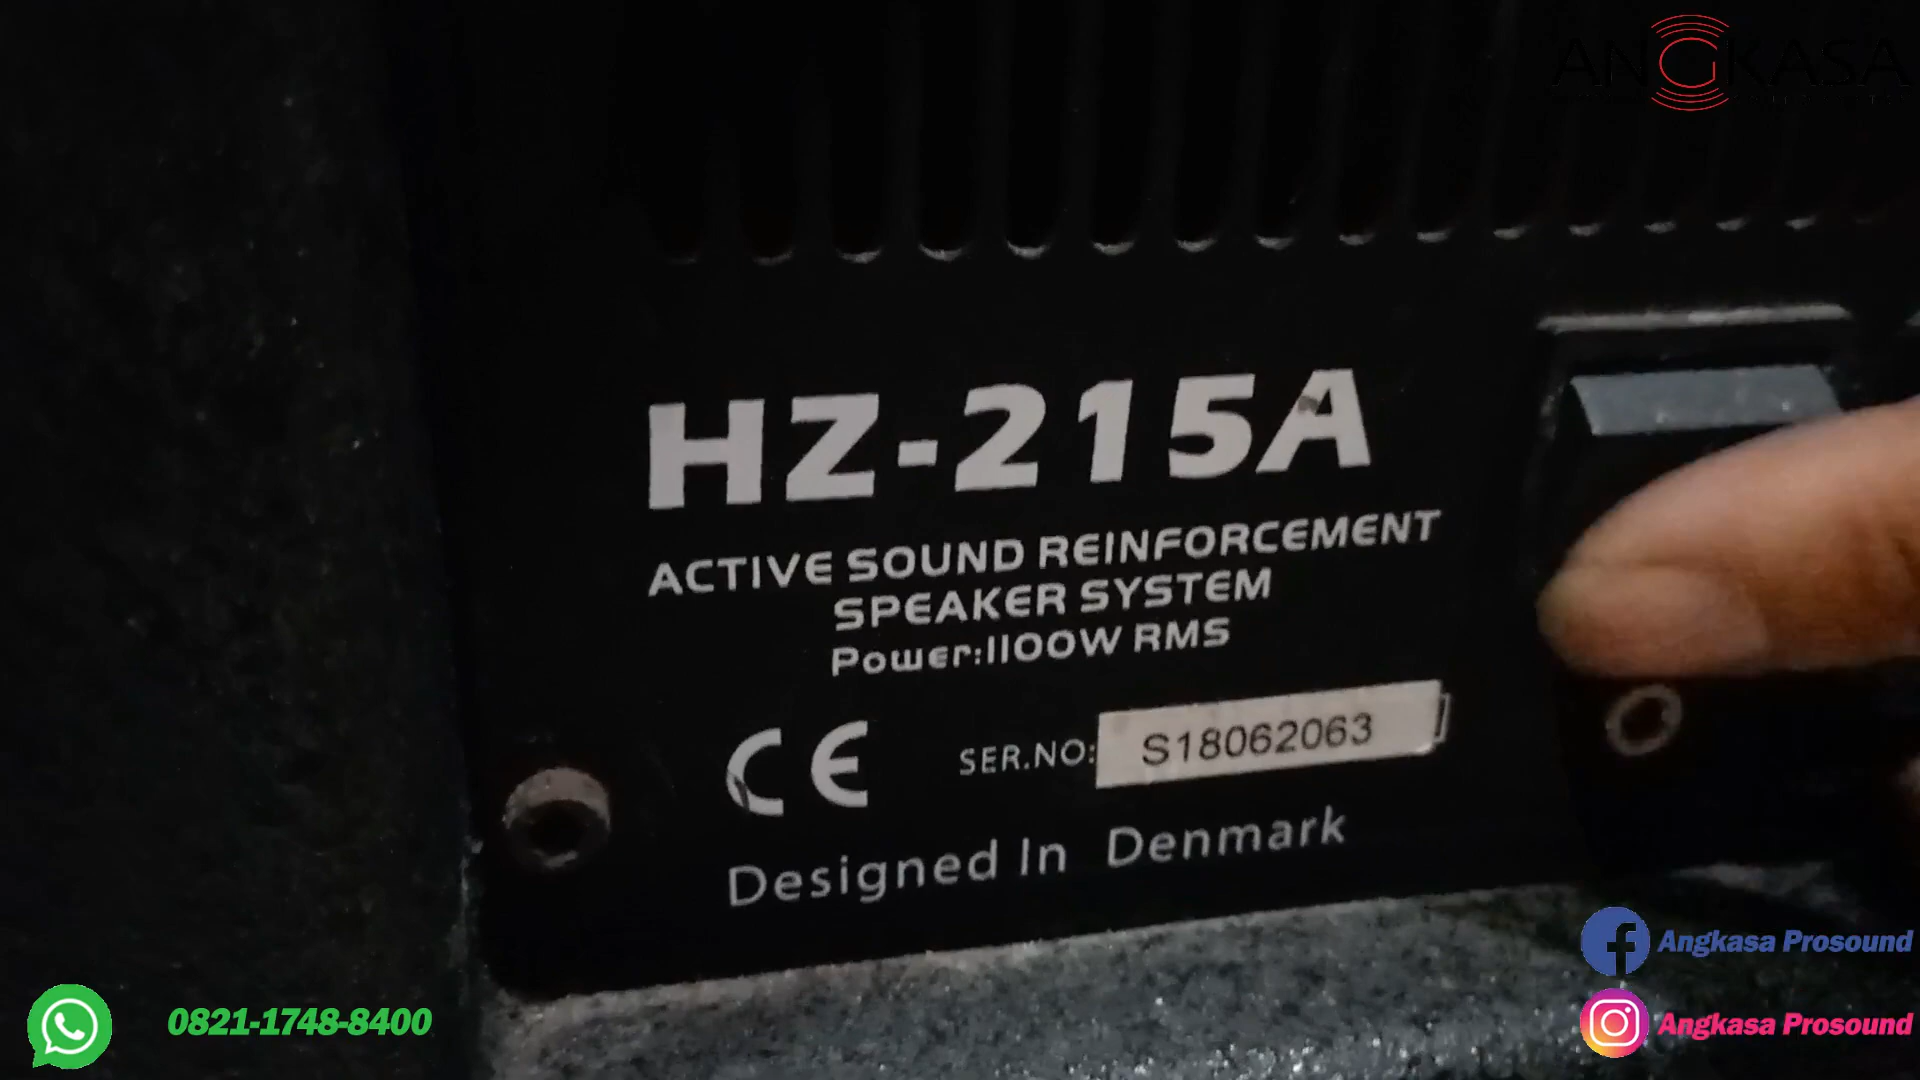 ANGKASA
HZ-215A
ACTIVE SOUND REINFORCEMENT
SPEAKER SYSTEM
Power:1100W RMS
CE SER.NO: S18062063
Designed In Denmark
Angkasa Prosound
0821-1748-8400
Angkasa Prosound